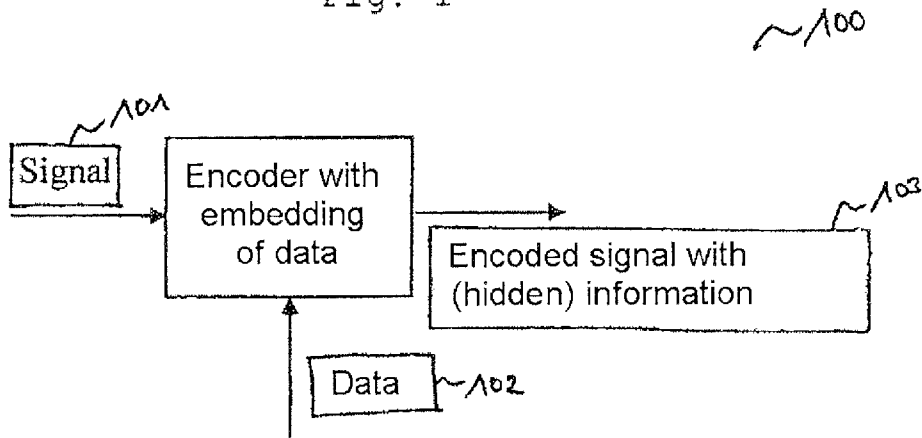 Fig. 1
100
101
Signal
Encoder with
embedding
of data
103
Encoded signal with
(hidden) information
Data
102